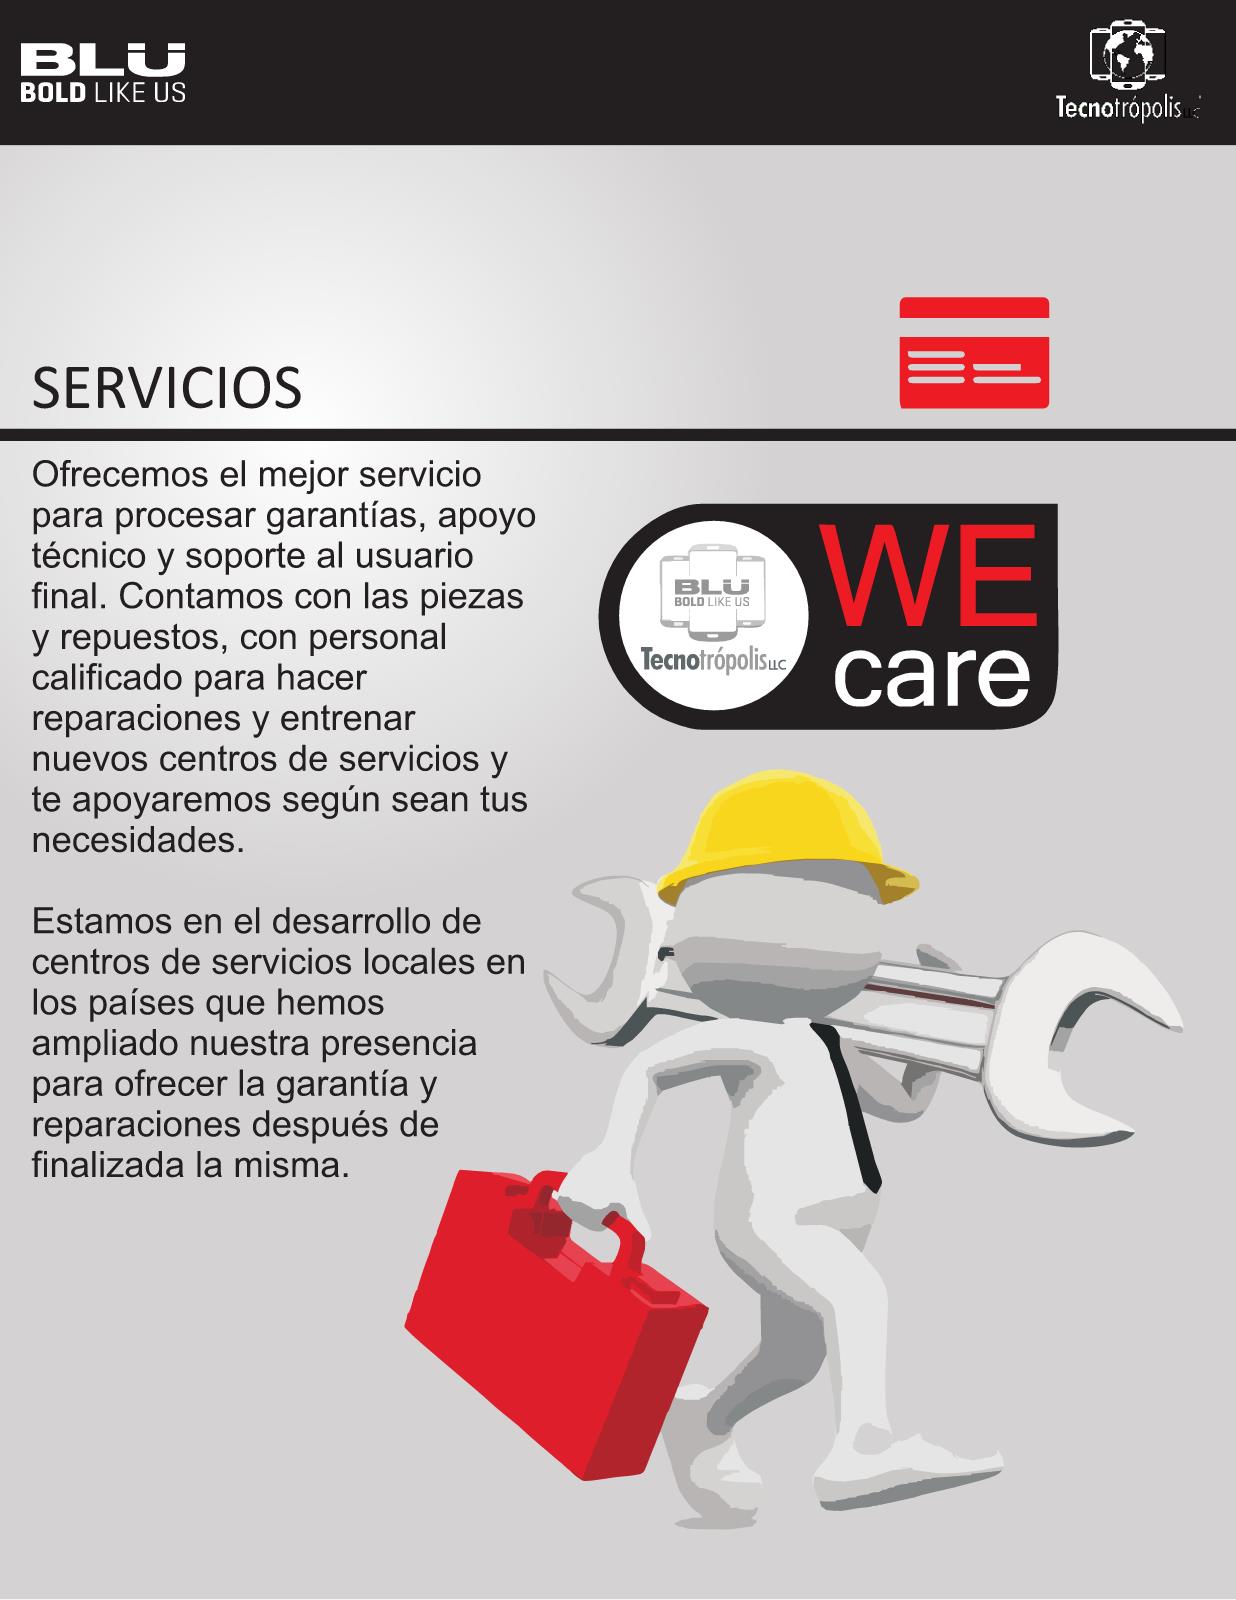 BLU
BOLD LIKE US
Tecnotrópolis LLC
SERVICIOS
Ofrecemos el mejor servicio
para procesar garantías, apoyo
técnico y soporte al usuario
final. Contamos con las piezas
y repuestos, con personal
calificado para hacer
reparaciones y entrenar
nuevos centros de servicios y
te apoyaremos según sean tus
necesidades.
Estamos en el desarrollo de
centros de servicios locales en
los países que hemos
ampliado nuestra presencia
para ofrecer la garantía y
reparaciones después de
finalizada la misma.
BLU
BOLD LIKE US
Tecnotrópolis LLC
WE
care